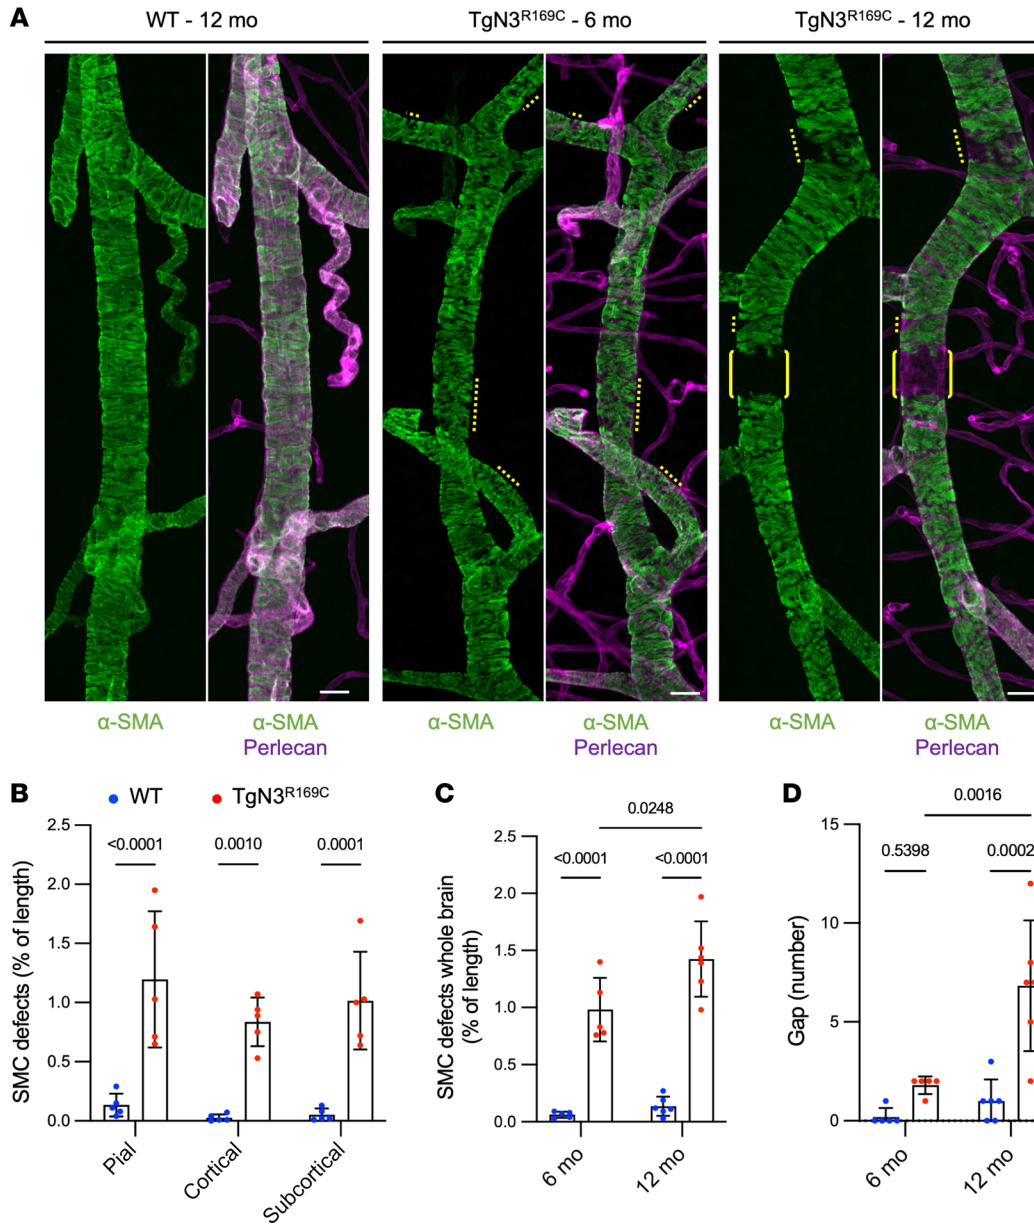 A
WT - 12 mo
TgN3R169C - 6 mo
TgN3R169C - 12 mo
α-SMA
α-SMA
Perlecan
α-SMA
α-SMA
Perlecan
α-SMA
α-SMA
Perlecan
B
WT
TgN3R169C
SMC defects (% of length)
2.5
2.0
1.5
1.0
0.5
0.0
<0.0001
0.0010
0.0001
Pial
Cortical
Subcortical
C
SMC defects whole brain
(% of length)
2.5
2.0
1.5
1.0
0.5
0.0
0.0248
<0.0001
<0.0001
6 mo
12 mo
D
Gap (number)
15
10
5
0
0.0016
0.5398
0.0002
6 mo
12 mo